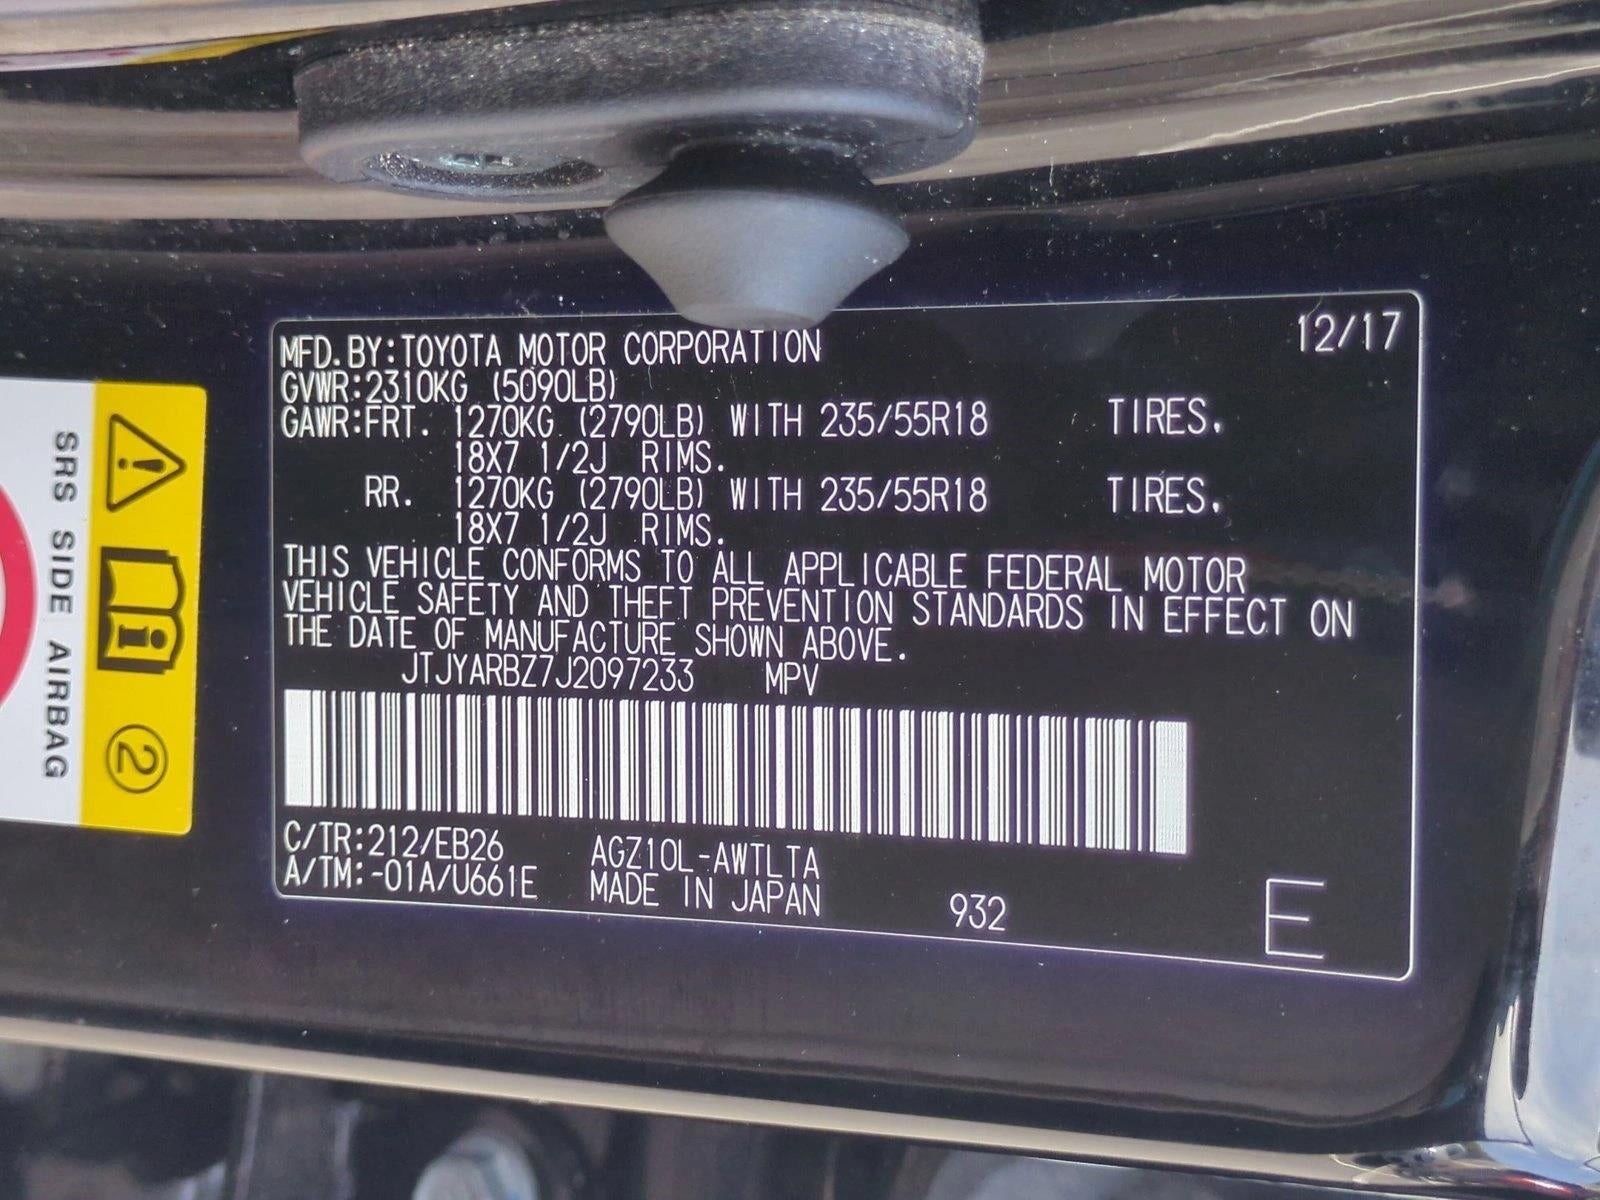 12/17
MFD.BY:TOYOTA MOTOR CORPORATION
GVWR:2310KG (5090LB)
GAWR:FRT. 1270KG (2790LB) WITH 235/55R18 TIRES.
18X7 1/2J RIMS.
RR. 1270KG (2790LB) WITH 235/55R18 TIRES.
18X7 1/2J RIMS.
THIS VEHICLE CONFORMS TO ALL APPLICABLE FEDERAL MOTOR
VEHICLE SAFETY AND THEFT PREVENTION STANDARDS IN EFFECT ON
THE DATE OF MANUFACTURE SHOWN ABOVE.
JTJYARBZ7J2097233 MPV
C/TR:212/EB26 AGZ10L-AWTLTA
A/TM:-01A/U661E MADE IN JAPAN 932 E
SRS SIDE AIRBAG
2